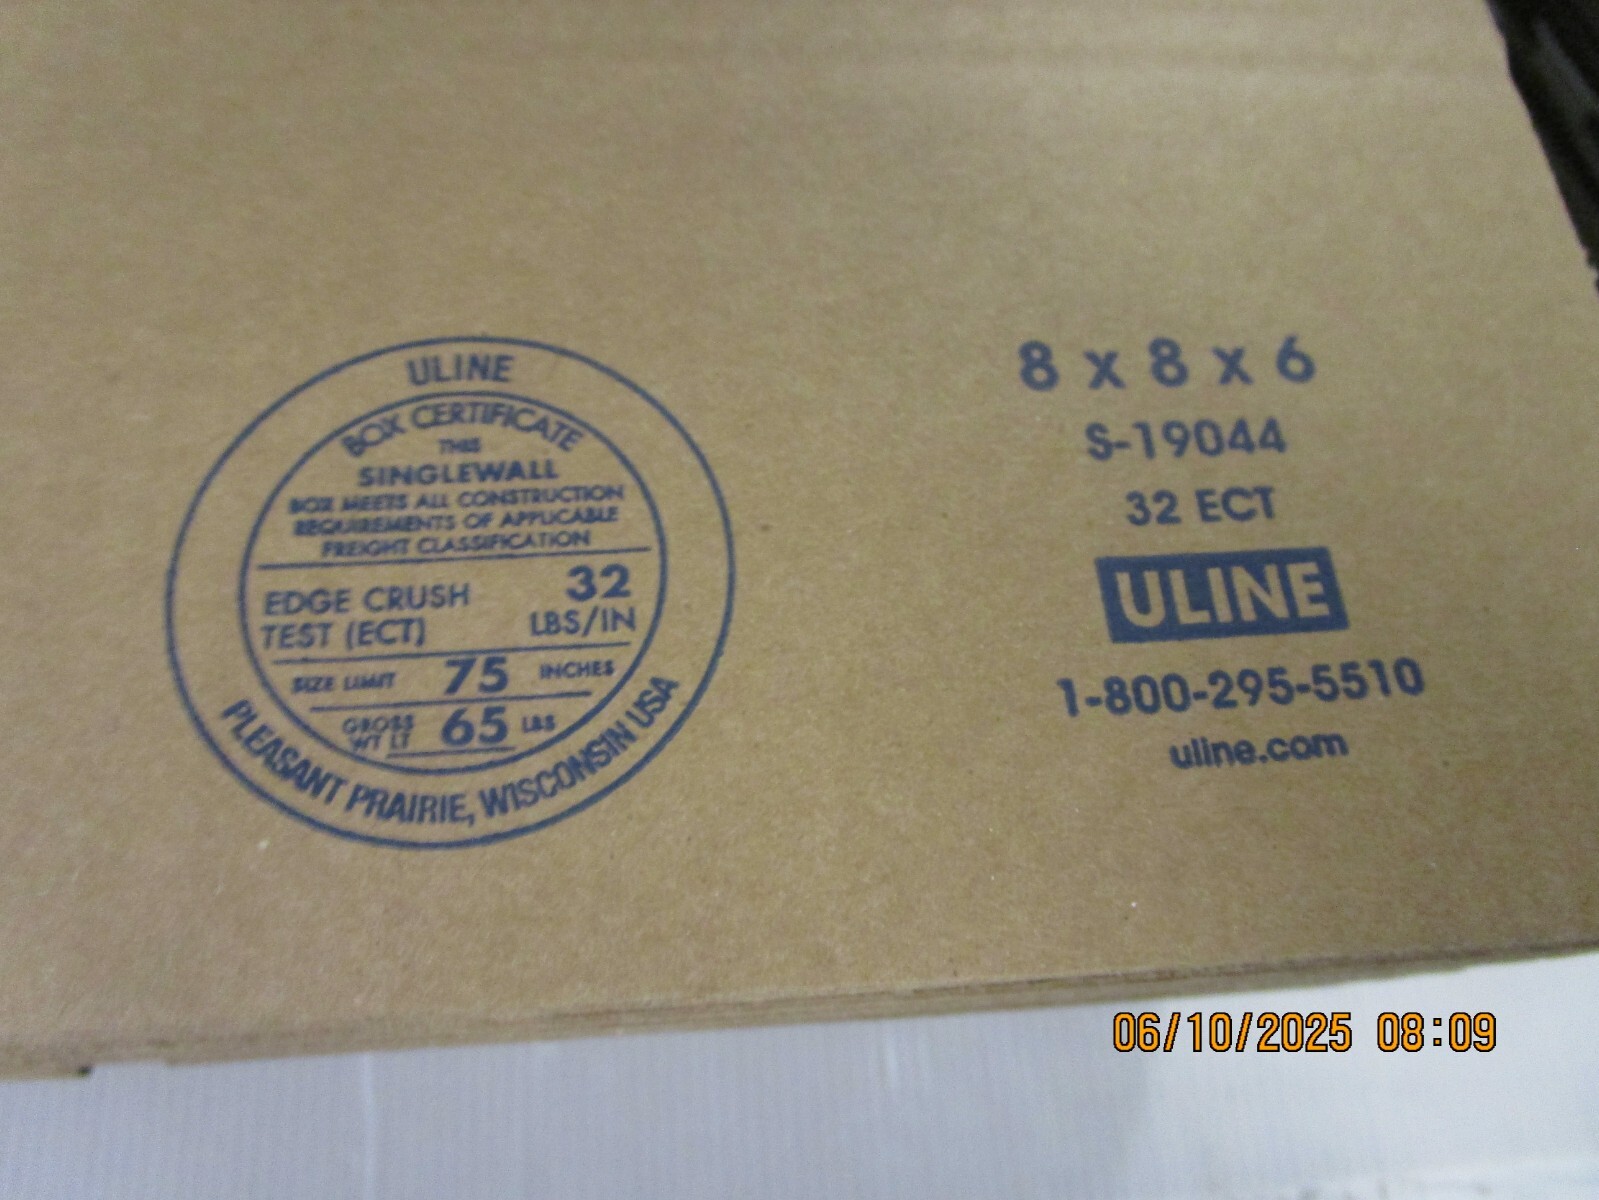 ULINE
BOX CERTIFICATE
THIS
SINGLEWALL
BOX MEETS ALL CONSTRUCTION
REQUIREMENTS OF APPLICABLE
FREIGHT CLASSIFICATION
EDGE CRUSH TEST (ECT) 32 LBS/IN
SIZE LIMIT 75 INCHES
GROSS WT LT 65 LBS
PLEASANT PRAIRIE, WISCONSIN USA
8 x 8 x 6
S-19044
32 ECT
ULINE
1-800-295-5510
uline.com
06/10/2025 08:09